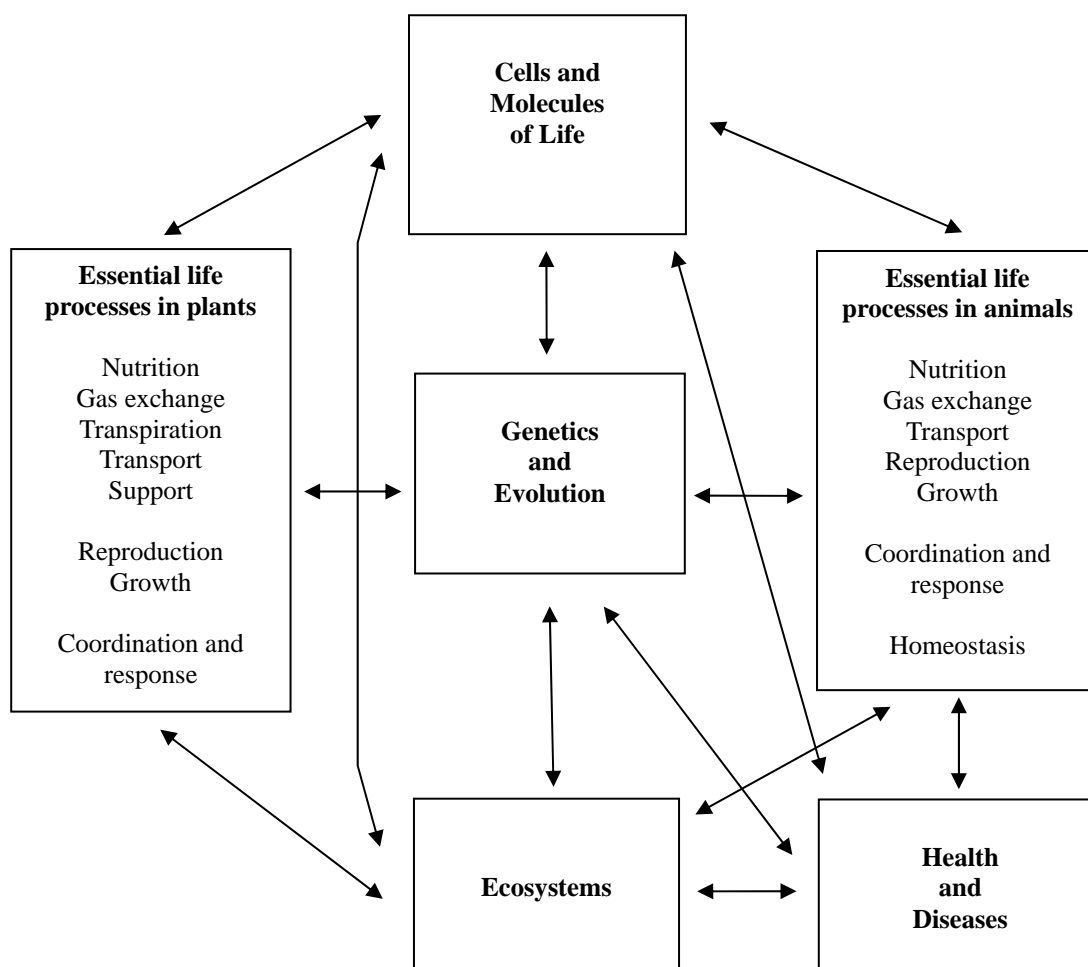 Cells and
Molecules
of Life
Essential life
processes in plants
Nutrition
Gas exchange
Transpiration
Transport
Support
Reproduction
Growth
Coordination and
response
Genetics
and
Evolution
Essential life
processes in animals
Nutrition
Gas exchange
Transport
Reproduction
Growth
Coordination and
response
Homeostasis
Ecosystems
Health
and
Diseases